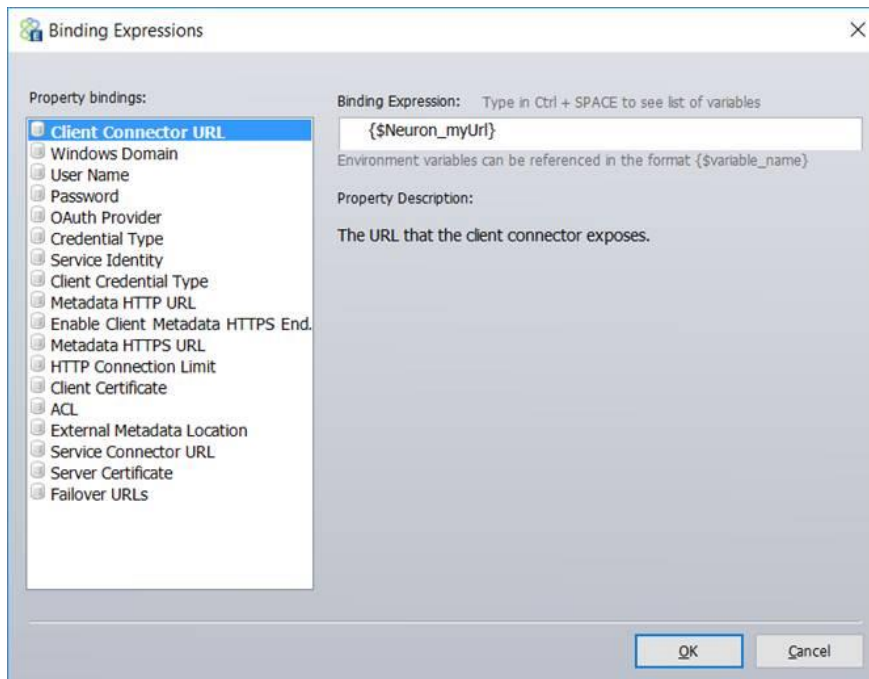 Binding Expressions
Property bindings:
Client Connector URL
Windows Domain
User Name
Password
OAuth Provider
Credential Type
Service Identity
Client Credential Type
Metadata HTTP URL
Enable Client Metadata HTTPS End.
Metadata HTTPS URL
HTTP Connection Limit
Client Certificate
ACL
External Metadata Location
Service Connector URL
Server Certificate
Failover URLs
Binding Expression: Type in Ctrl + SPACE to see list of variables
{$Neuron_myUrl}
Environment variables can be referenced in the format {$variable_name}
Property Description:
The URL that the client connector exposes.
OK Cancel